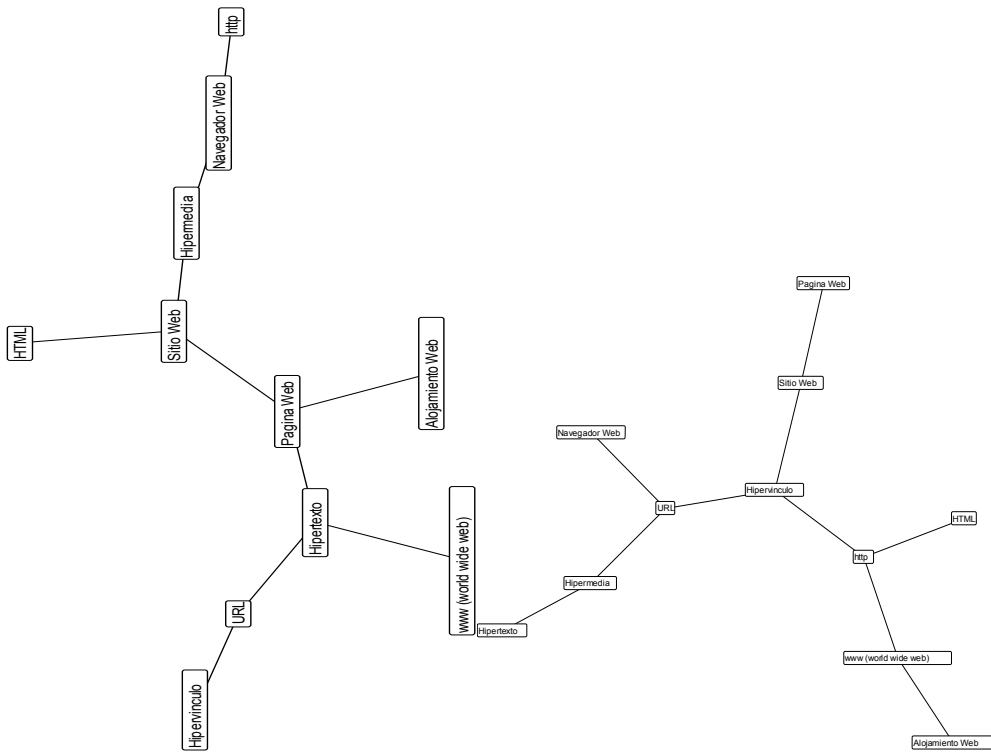 http
Navegador Web
Hipermedia
Sitio Web
HTML
Pagina Web
Alojamiento Web
Hipertexto
www (world wide web)
URL
Hipervinculo
Pagina Web
Sitio Web
Navegador Web
Hipervinculo
URL
HTML
http
Hipermedia
Hipertexto
www (world wide web)
Alojamiento Web